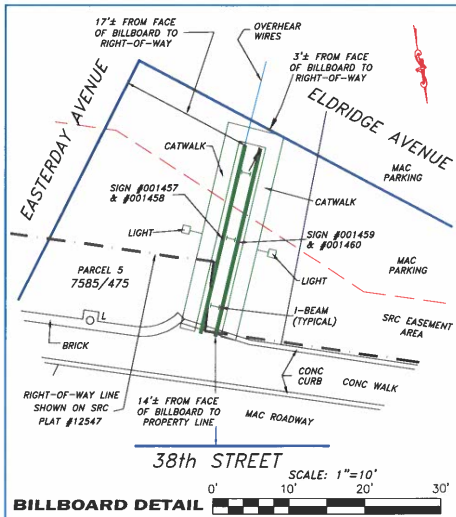 17'± FROM FACE
OF BILLBOARD TO
RIGHT-OF-WAY
OVERHEAR
WIRES
3'± FROM FACE
OF BILLBOARD TO
RIGHT-OF-WAY
EASTERDAY AVENUE
ELDRIDGE AVENUE
MAC
PARKING
CATWALK
CATWALK
SIGN #001457
& #001458
SIGN #001459
& #001460
LIGHT
LIGHT
MAC
PARKING
PARCEL 5
7585/475
I-BEAM
(TYPICAL)
SRC EASEMENT
AREA
L
BRICK
CONC
CURB
CONC WALK
RIGHT-OF-WAY LINE
SHOWN ON SRC
PLAT #12547
14'± FROM FACE
OF BILLBOARD TO
PROPERTY LINE
MAC ROADWAY
38th STREET
SCALE: 1"=10'
BILLBOARD DETAIL
0' 10' 20' 30'